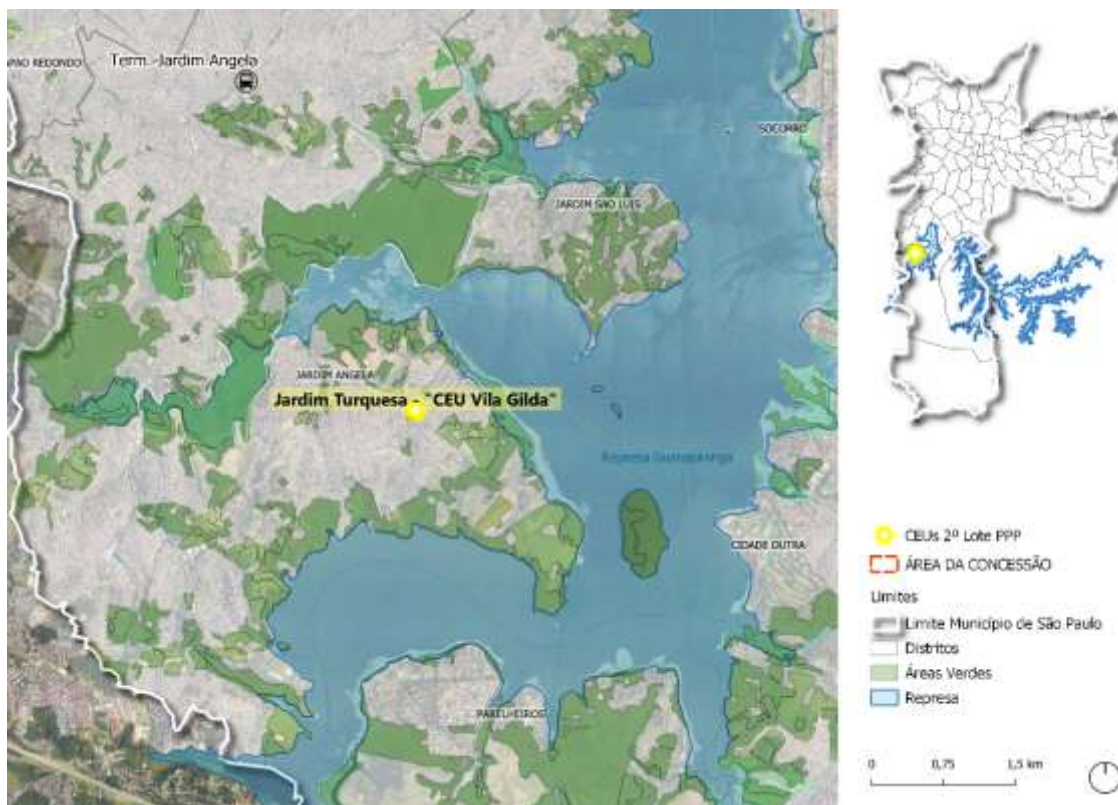 Term. Jardim Angela
SOCORRO
JARDIM SÃO LUÍS
JARDIM ANGELA
Jardim Turquesa - "CEU Vila Gilda"
Represa Guarapiranga
CIDADE DUTRA
PARELHEIROS
CEUs 2º Lote PPP
ÁREA DA CONCESSÃO
Limites
Limite Município de São Paulo
Distritos
Áreas Verdes
Represa
0 0,75 1,5 km